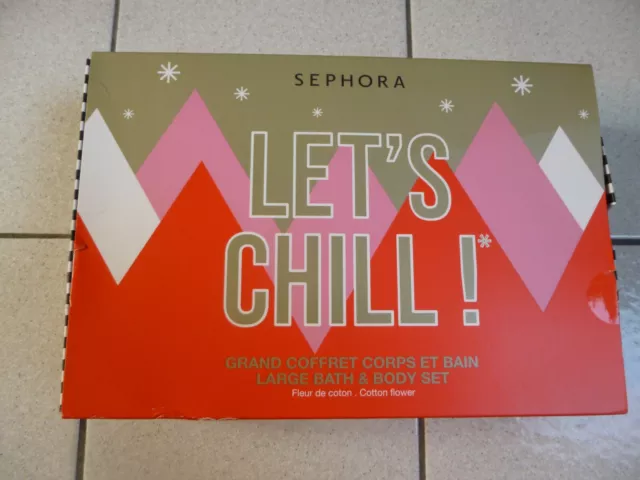 SEPHORA
LET'S
CHILL !*
GRAND COFFRET CORPS ET BAIN
LARGE BATH & BODY SET
Fleur de coton . Cotton flower